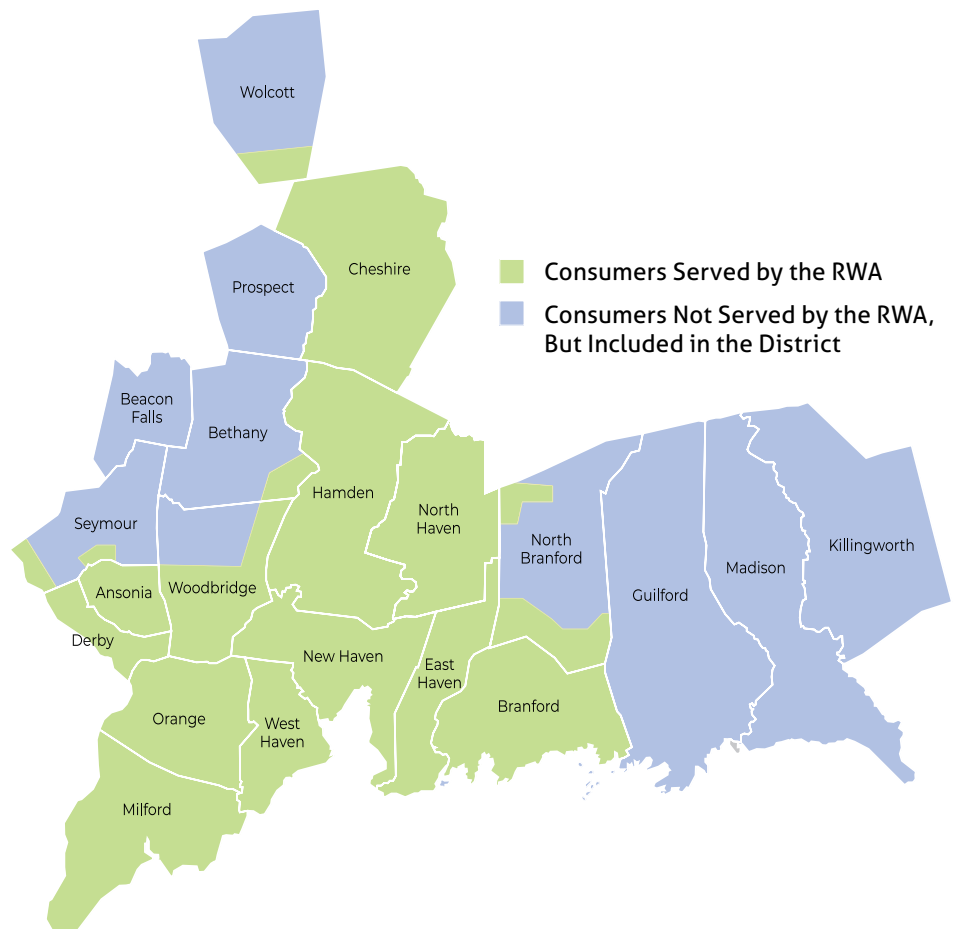 Wolcott
Cheshire
Consumers Served by the RWA
Prospect
Consumers Not Served by the RWA,
But Included in the District
Beacon
Falls
Bethany
Hamden
North
Haven
Seymour
North
Branford
Killingworth
Madison
Guilford
Ansonia
Woodbridge
Derby
New Haven
East
Haven
Branford
Orange
West
Haven
Milford